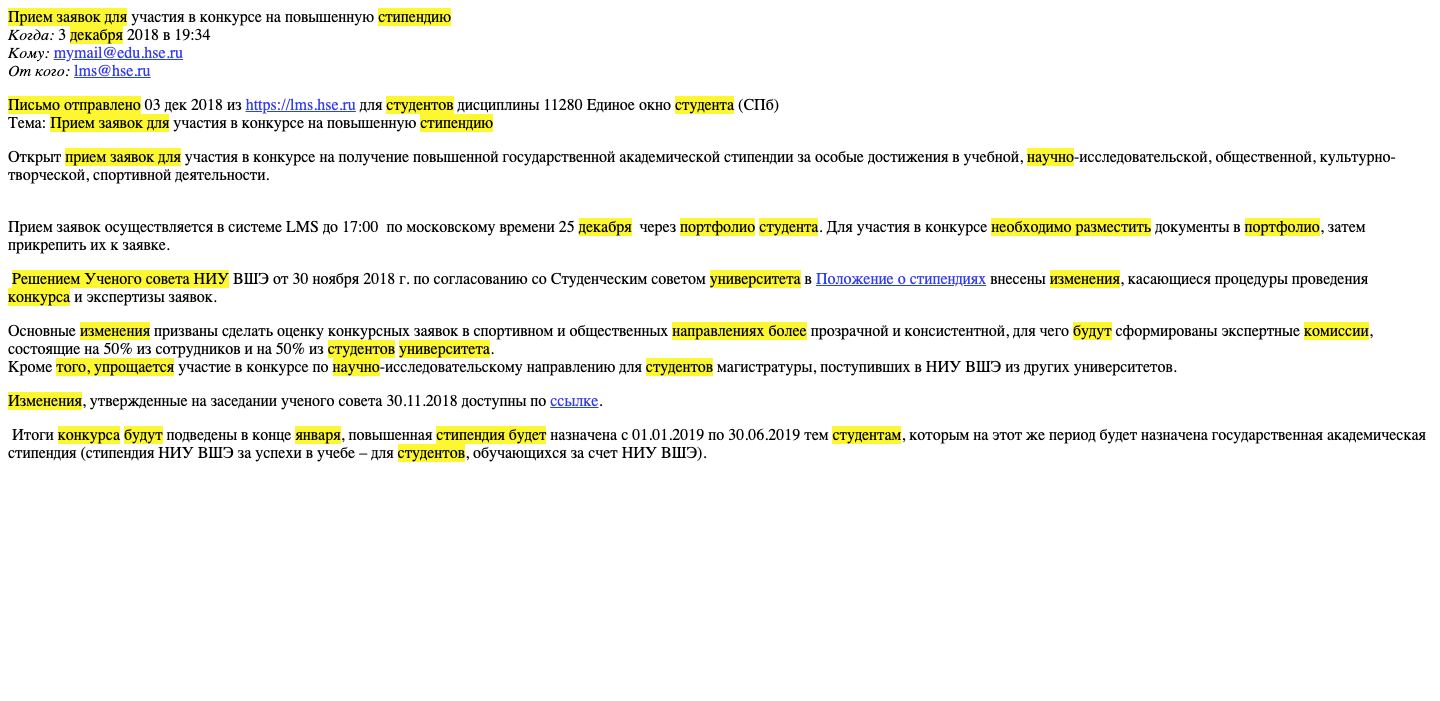 Прием заявок для участия в конкурсе на повышенную стипендию
Когда: 3 декабря 2018 в 19:34
Кому: mymail@edu.hse.ru
От кого: lms@hse.ru
Письмо отправлено 03 дек 2018 из https://lms.hse.ru для студентов дисциплины 11280 Единое окно студента (СПб)
Тема: Прием заявок для участия в конкурсе на повышенную стипендию
Открыт прием заявок для участия в конкурсе на получение повышенной государственной академической стипендии за особые достижения в учебной, научно-исследовательской, общественной, культурно-
творческой, спортивной деятельности.
Прием заявок осуществляется в системе LMS до 17:00  по московскому времени 25 декабря  через портфолио студента. Для участия в конкурсе необходимо разместить документы в портфолио, затем
прикрепить их к заявке.
Решением Ученого совета НИУ ВШЭ от 30 ноября 2018 г. по согласованию со Студенческим советом университета в Положение о стипендиях внесены изменения, касающиеся процедуры проведения
конкурса и экспертизы заявок.
Основные изменения призваны сделать оценку конкурсных заявок в спортивном и общественных направлениях более прозрачной и консистентной, для чего будут сформированы экспертные комиссии,
состоящие на 50% из сотрудников и на 50% из студентов университета.
Кроме того, упрощается участие в конкурсе по научно-исследовательскому направлению для студентов магистратуры, поступивших в НИУ ВШЭ из других университетов.
Изменения, утвержденные на заседании ученого совета 30.11.2018 доступны по ссылке.
Итоги конкурса будут подведены в конце января, повышенная стипендия будет назначена с 01.01.2019 по 30.06.2019 тем студентам, которым на этот же период будет назначена государственная академическая
стипендия (стипендия НИУ ВШЭ за успехи в учебе – для студентов, обучающихся за счет НИУ ВШЭ).